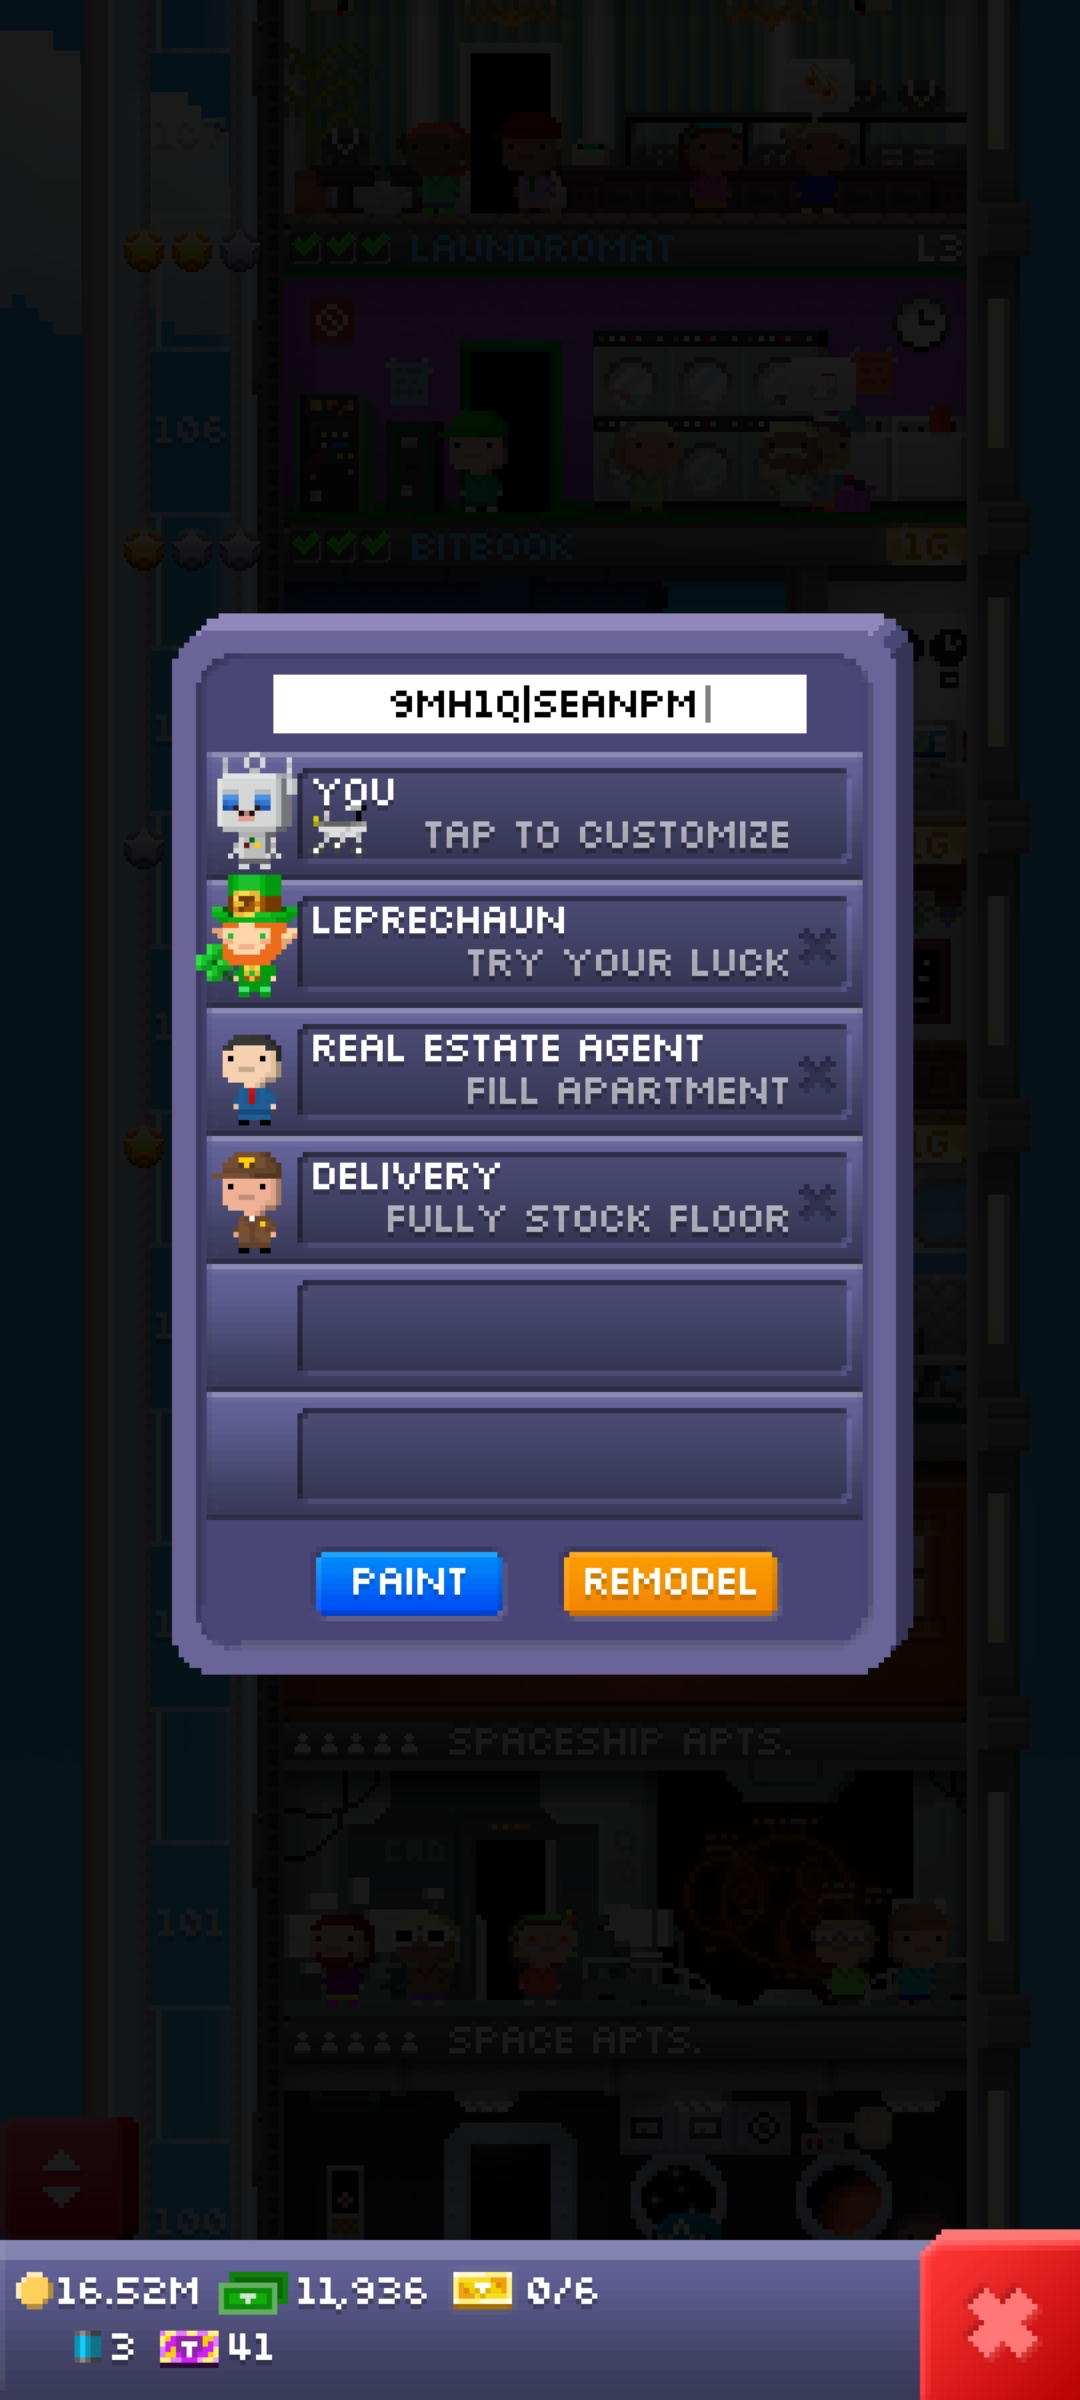 107
LAUNDROMAT L3
106
BITBOOK 1G
9MH1Q|SEANPM
YOU
TAP TO CUSTOMIZE
LEPRECHAUN
TRY YOUR LUCK
REAL ESTATE AGENT
FILL APARTMENT
DELIVERY
FULLY STOCK FLOOR
PAINT REMODEL
SPACESHIP APTS.
101
SPACE APTS.
100
16.52M 11,936 0/6
3 41